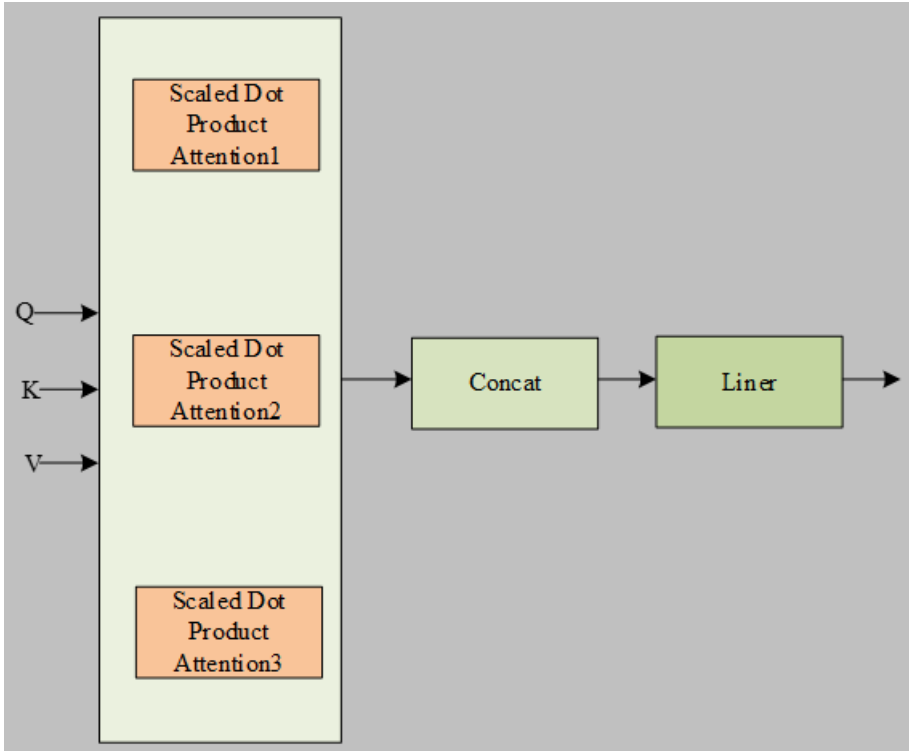 Scaled Dot
Product
Attention1
Q
K
V
Scaled Dot
Product
Attention2
Scaled Dot
Product
Attention3
Concat
Liner